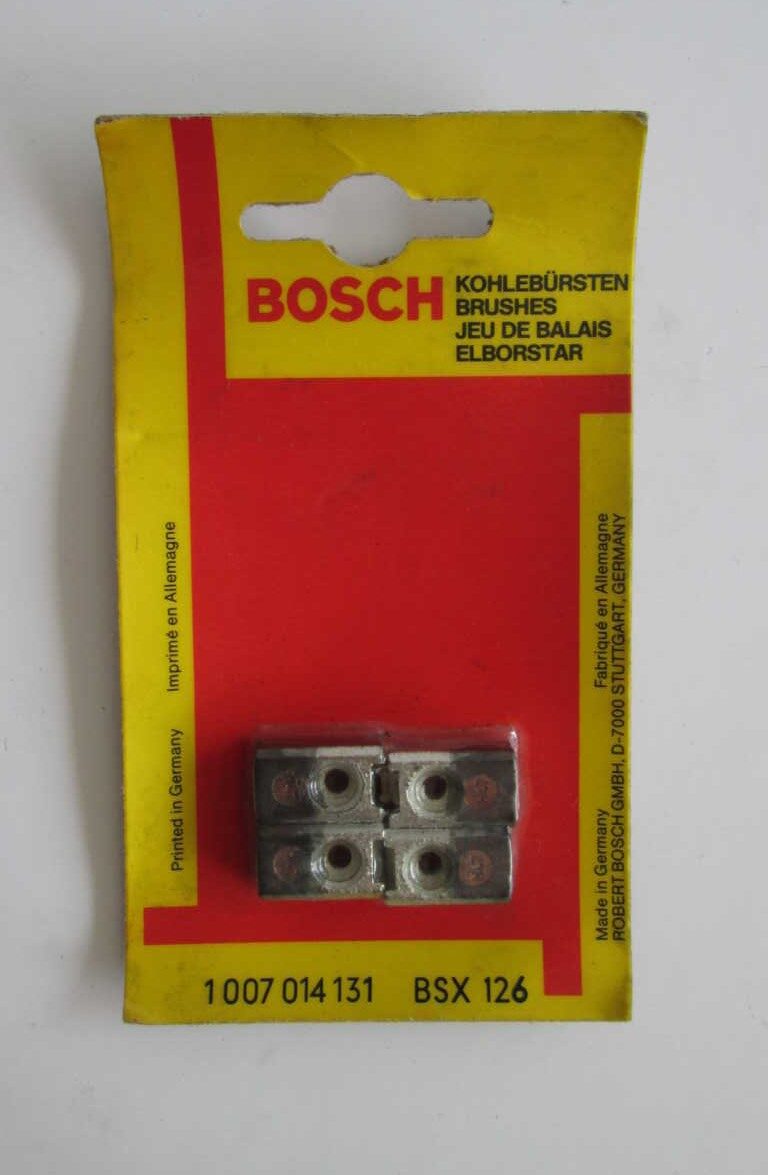 BOSCH
KOHLEBÜRSTEN
BRUSHES
JEU DE BALAIS
ELBORSTAR
Printed in Germany Imprimé en Allemagne
Made in Germany Fabriqué en Allemagne
ROBERT BOSCH GMBH, D-7000 STUTTGART, GERMANY
1 007 014 131 BSX 126